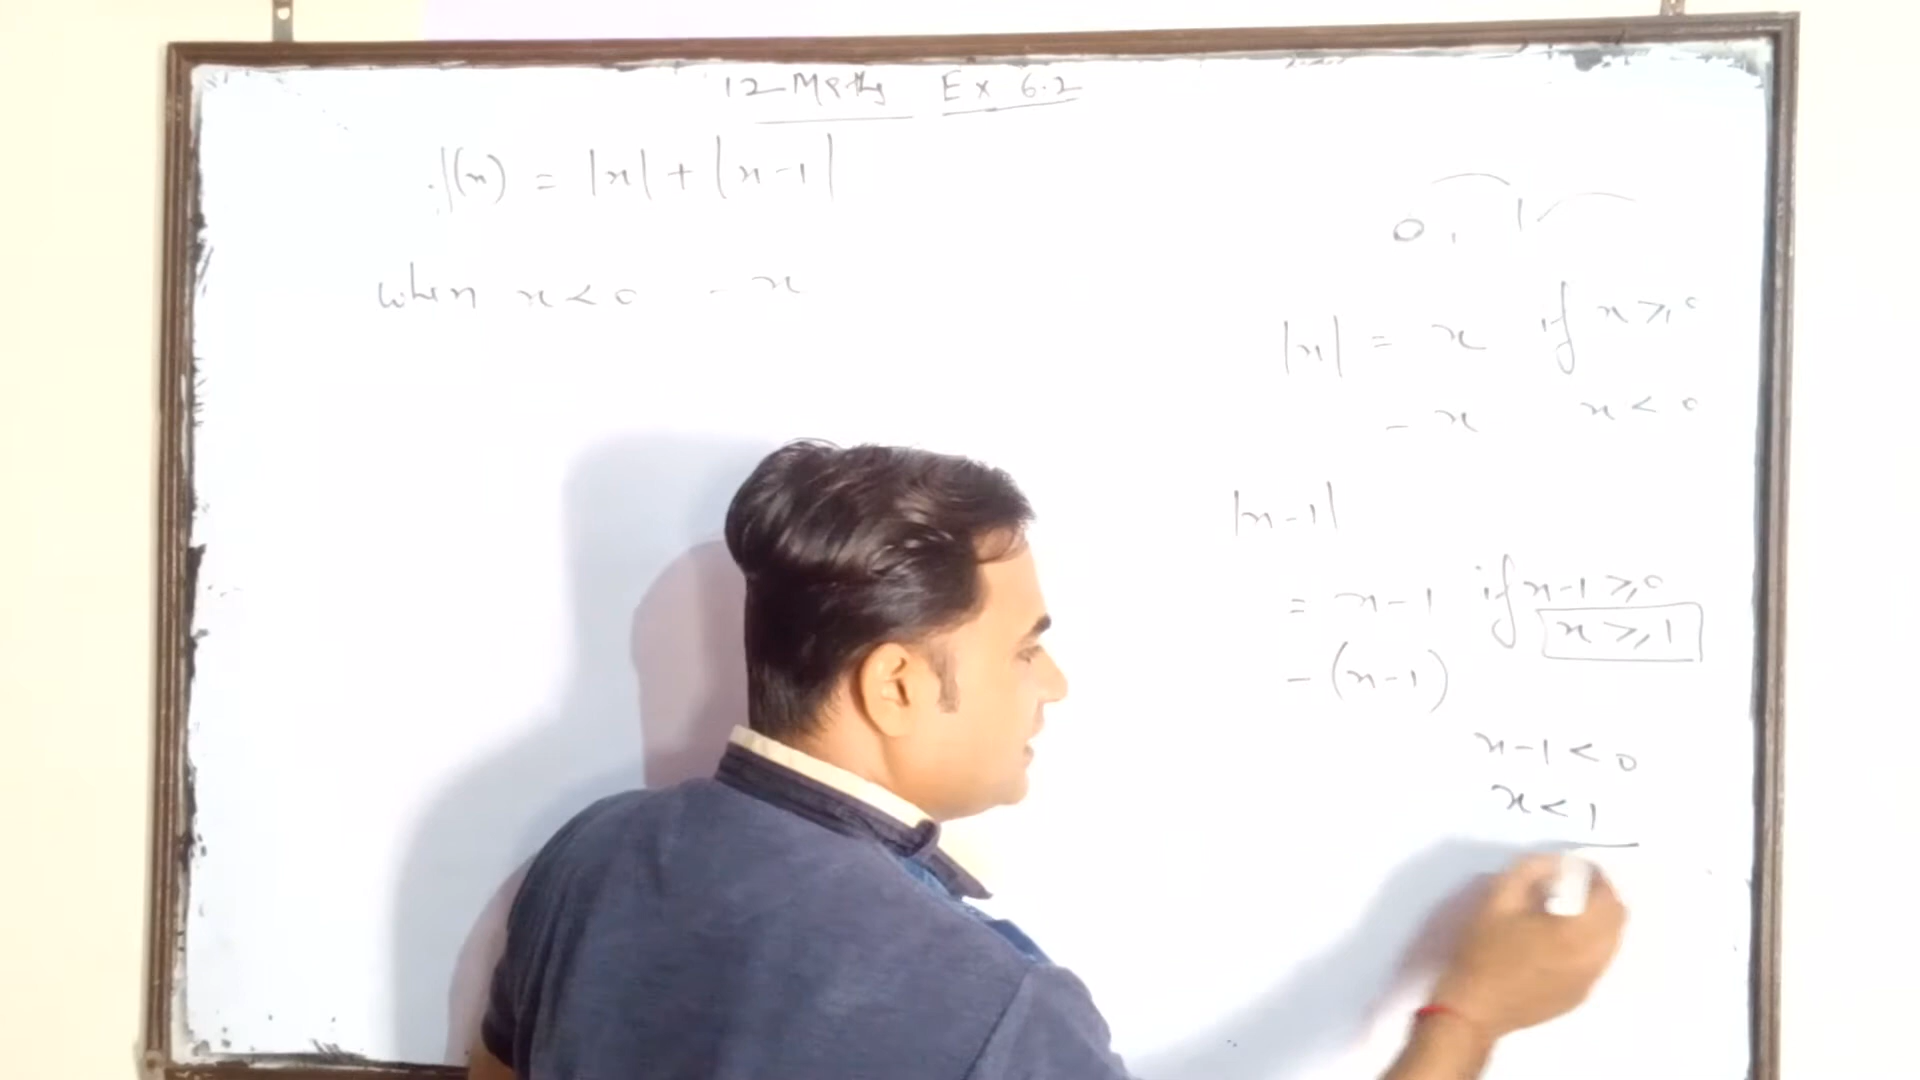 12 Maths Ex 6.2
f(x) = |x| + |x-1|
when x < 0 - x
0, 1
|x| = x if x ≥ 0
- x x < 0
|x-1|
= x-1 if x-1 ≥ 0
x ≥ 1
- (x-1)
x-1 < 0
x < 1